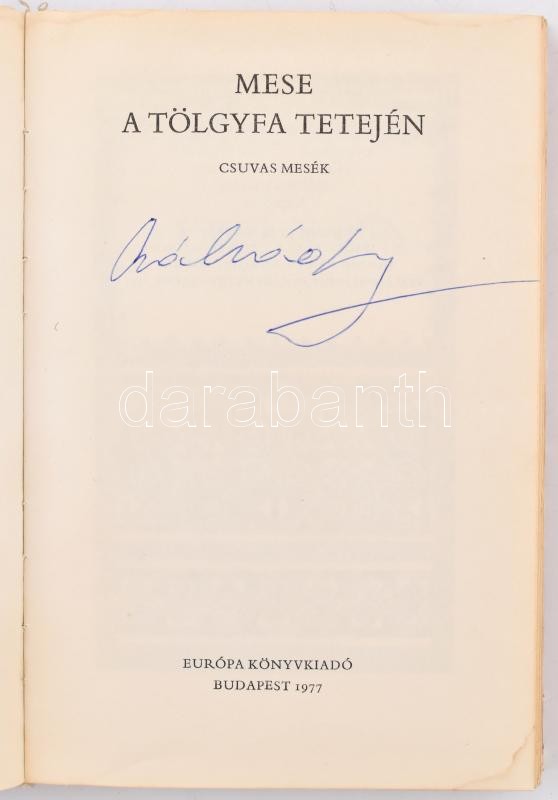 MESE
A TÖLGYFA TETEJÉN
CSUVAS MESÉK
darabanth
EURÓPA KÖNYVKIADÓ
BUDAPEST 1977